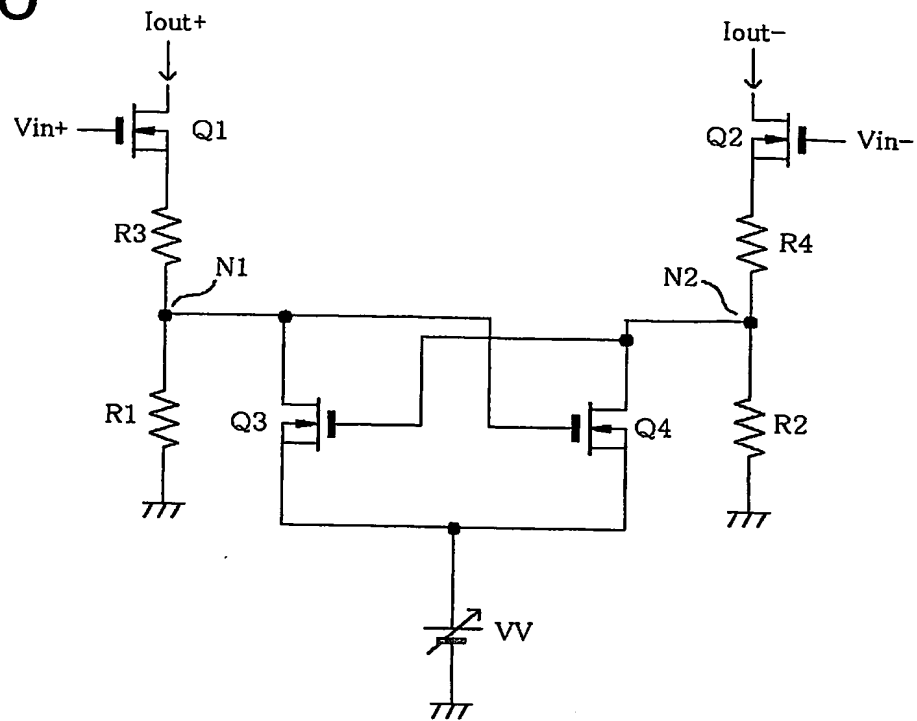 Iout+
Iout−
Vin+
Q1
Q2
Vin−
R3
R4
N1
N2
R1
Q3
Q4
R2
VV